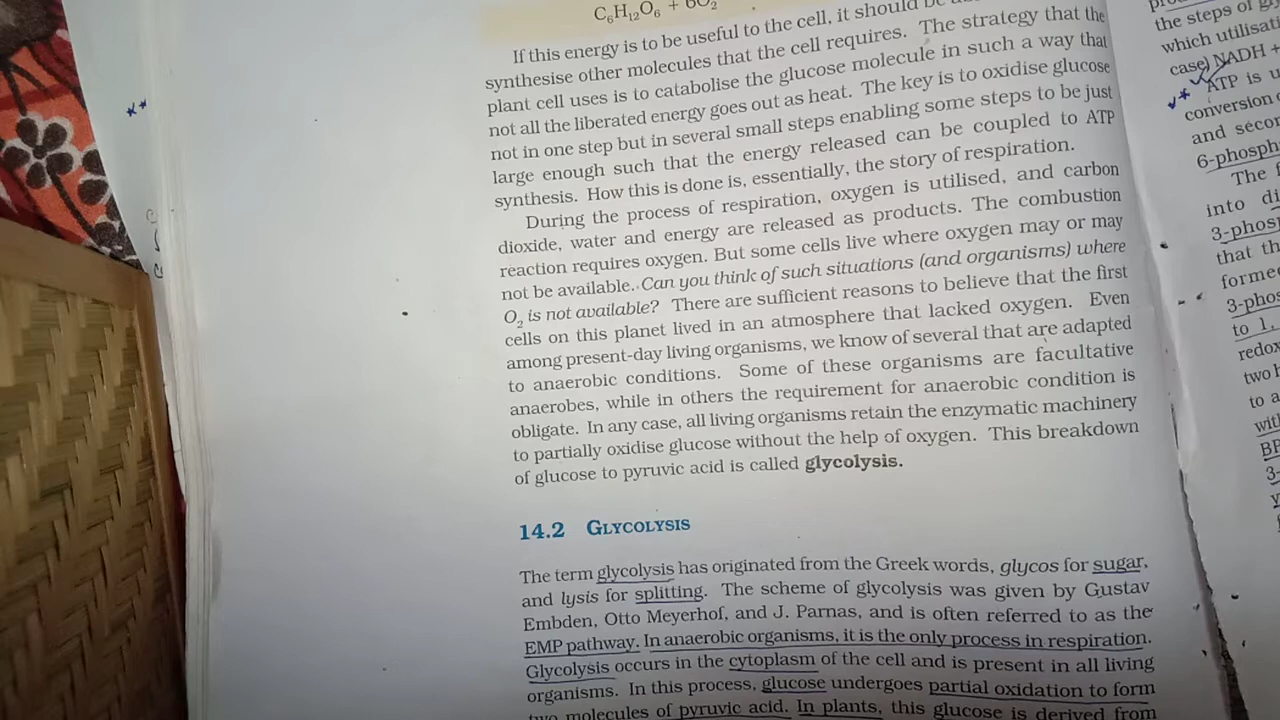 C₆H₁₂O₆ + 6O₂
If this energy is to be useful to the cell, it should be
synthesise other molecules that the cell requires. The strategy that the
plant cell uses is to catabolise the glucose molecule in such a way that
not all the liberated energy goes out as heat. The key is to oxidise glucose
not in one step but in several small steps enabling some steps to be just
large enough such that the energy released can be coupled to ATP
synthesis. How this is done is, essentially, the story of respiration.
During the process of respiration, oxygen is utilised, and carbon
dioxide, water and energy are released as products. The combustion
reaction requires oxygen. But some cells live where oxygen may or may
not be available. Can you think of such situations (and organisms) where
O₂ is not available? There are sufficient reasons to believe that the first
cells on this planet lived in an atmosphere that lacked oxygen. Even
among present-day living organisms, we know of several that are adapted
to anaerobic conditions. Some of these organisms are facultative
anaerobes, while in others the requirement for anaerobic condition is
obligate. In any case, all living organisms retain the enzymatic machinery
to partially oxidise glucose without the help of oxygen. This breakdown
of glucose to pyruvic acid is called glycolysis.
14.2 GLYCOLYSIS
The term glycolysis has originated from the Greek words, glycos for sugar,
and lysis for splitting. The scheme of glycolysis was given by Gustav
Embden, Otto Meyerhof, and J. Parnas, and is often referred to as the
EMP pathway. In anaerobic organisms, it is the only process in respiration.
Glycolysis occurs in the cytoplasm of the cell and is present in all living
organisms. In this process, glucose undergoes partial oxidation to form
two molecules of pyruvic acid. In plants, this glucose is derived from
the steps of
which
case) NADH +
ATP is
conversion
and
The
into
3-
that
to 1,
redox
two
to a